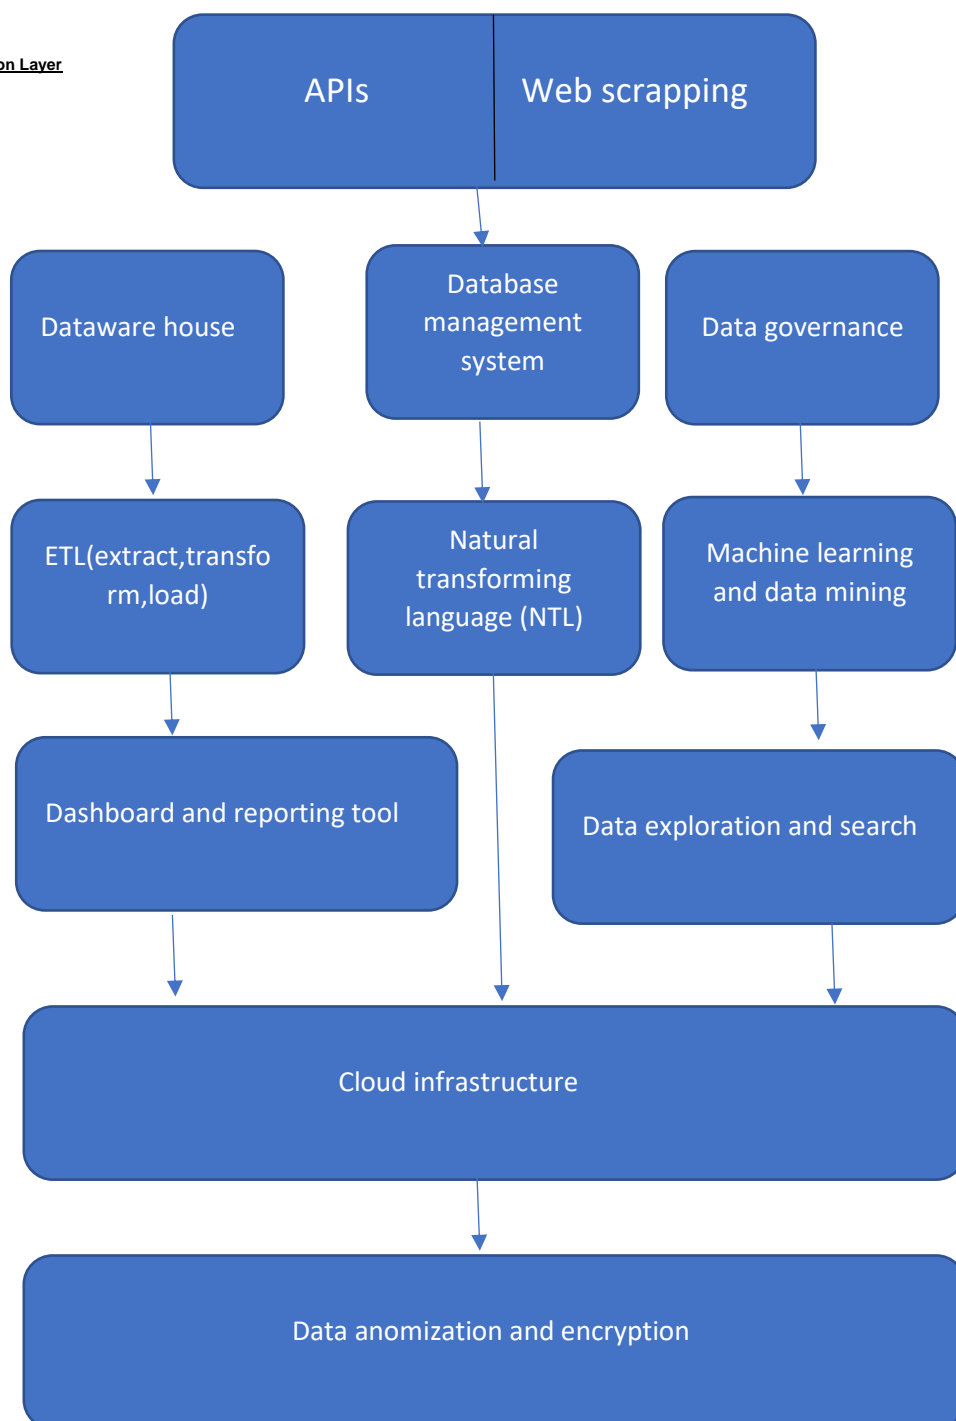 on Layer
APIs
Web scrapping
Dataware house
Database
management
system
Data governance
ETL(extract,transfo
rm,load)
Natural
transforming
language (NTL)
Machine learning
and data mining
Dashboard and reporting tool
Data exploration and search
Cloud infrastructure
Data anomization and encryption